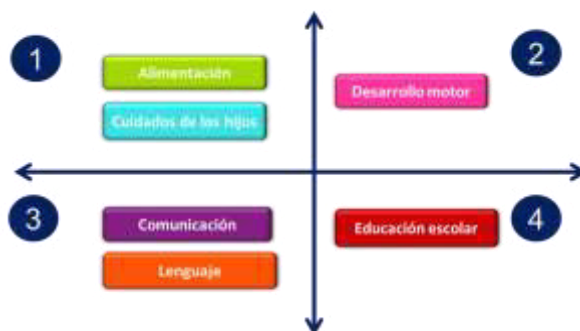 1
Alimentación
Cuidados de los hijos
2
Desarrollo motor
3
Comunicación
Lenguaje
4
Educación escolar